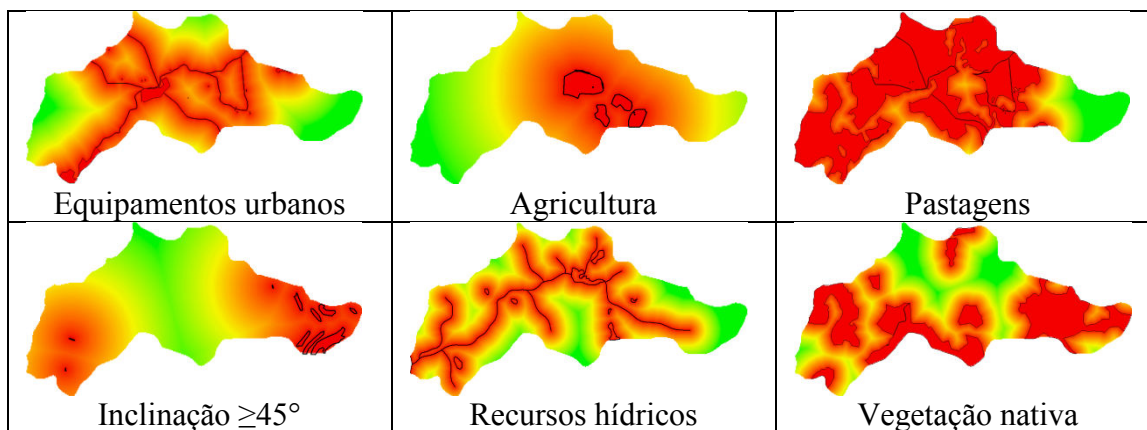 Equipamentos urbanos
Agricultura
Pastagens
Inclinação ≥45°
Recursos hídricos
Vegetação nativa